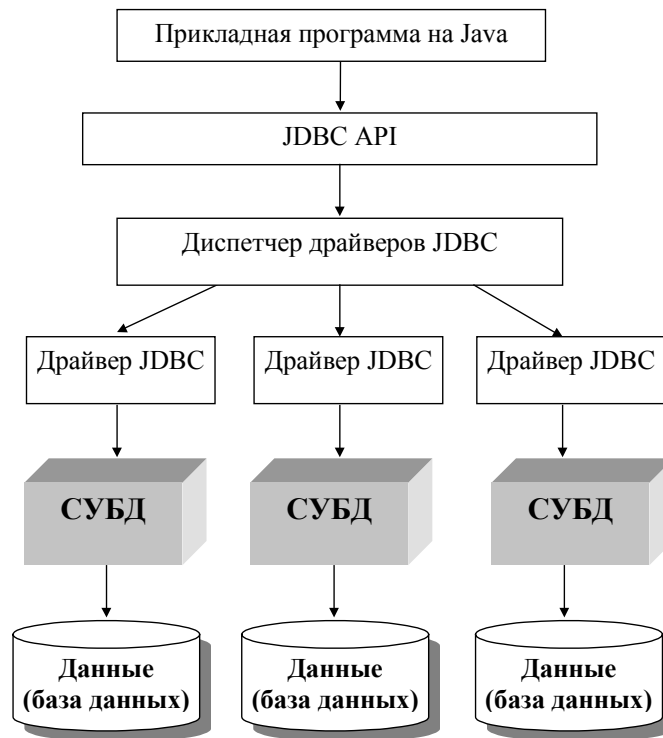 Прикладная программа на Java
JDBC API
Диспетчер драйверов JDBC
Драйвер JDBC
Драйвер JDBC
Драйвер JDBC
СУБД
СУБД
СУБД
Данные
(база данных)
Данные
(база данных)
Данные
(база данных)